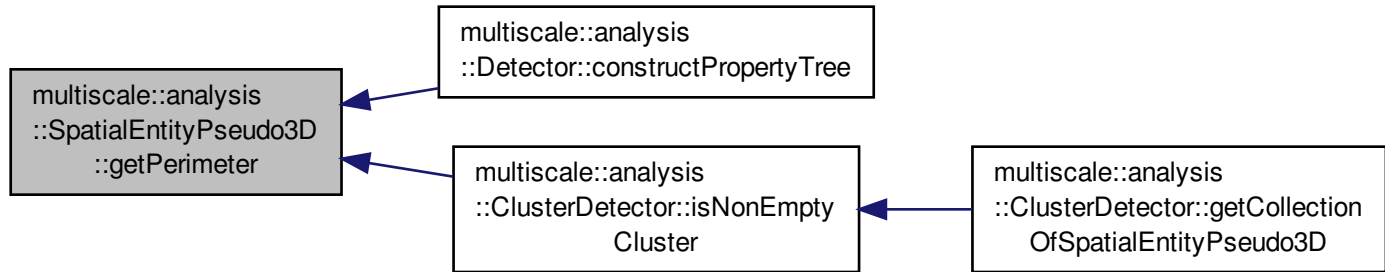 multiscale::analysis
::SpatialEntityPseudo3D
::getPerimeter
multiscale::analysis
::Detector::constructPropertyTree
multiscale::analysis
::ClusterDetector::isNonEmpty
Cluster
multiscale::analysis
::ClusterDetector::getCollection
OfSpatialEntityPseudo3D